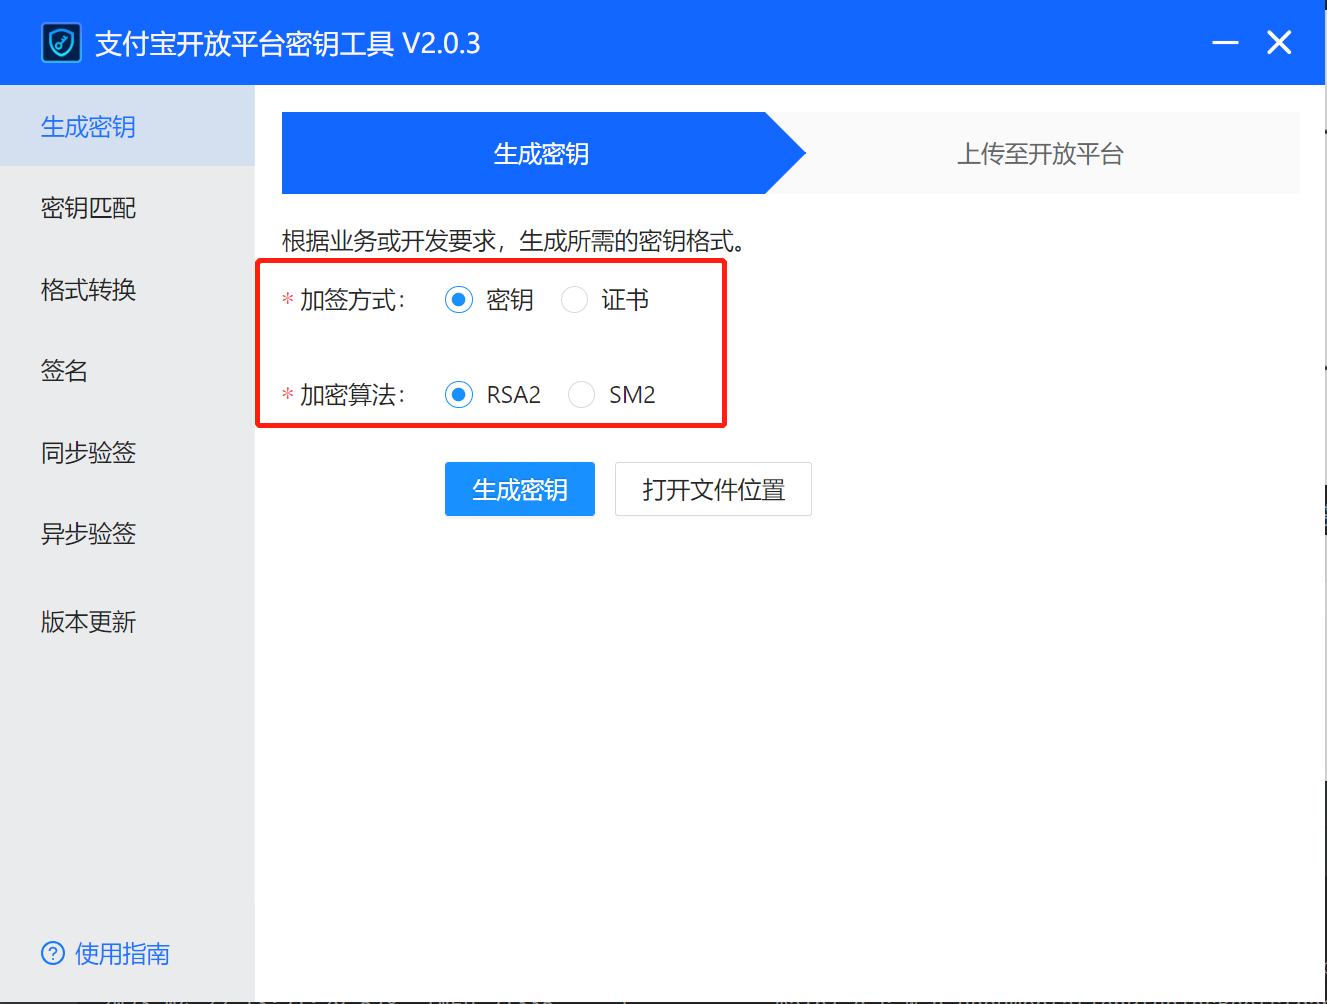 支付宝开放平台密钥工具 V2.0.3
生成密钥
密钥匹配
格式转换
签名
同步验签
异步验签
版本更新
使用指南
生成密钥
上传至开放平台
根据业务或开发要求，生成所需的密钥格式。
* 加签方式： 密钥 证书
* 加密算法： RSA2 SM2
生成密钥 打开文件位置